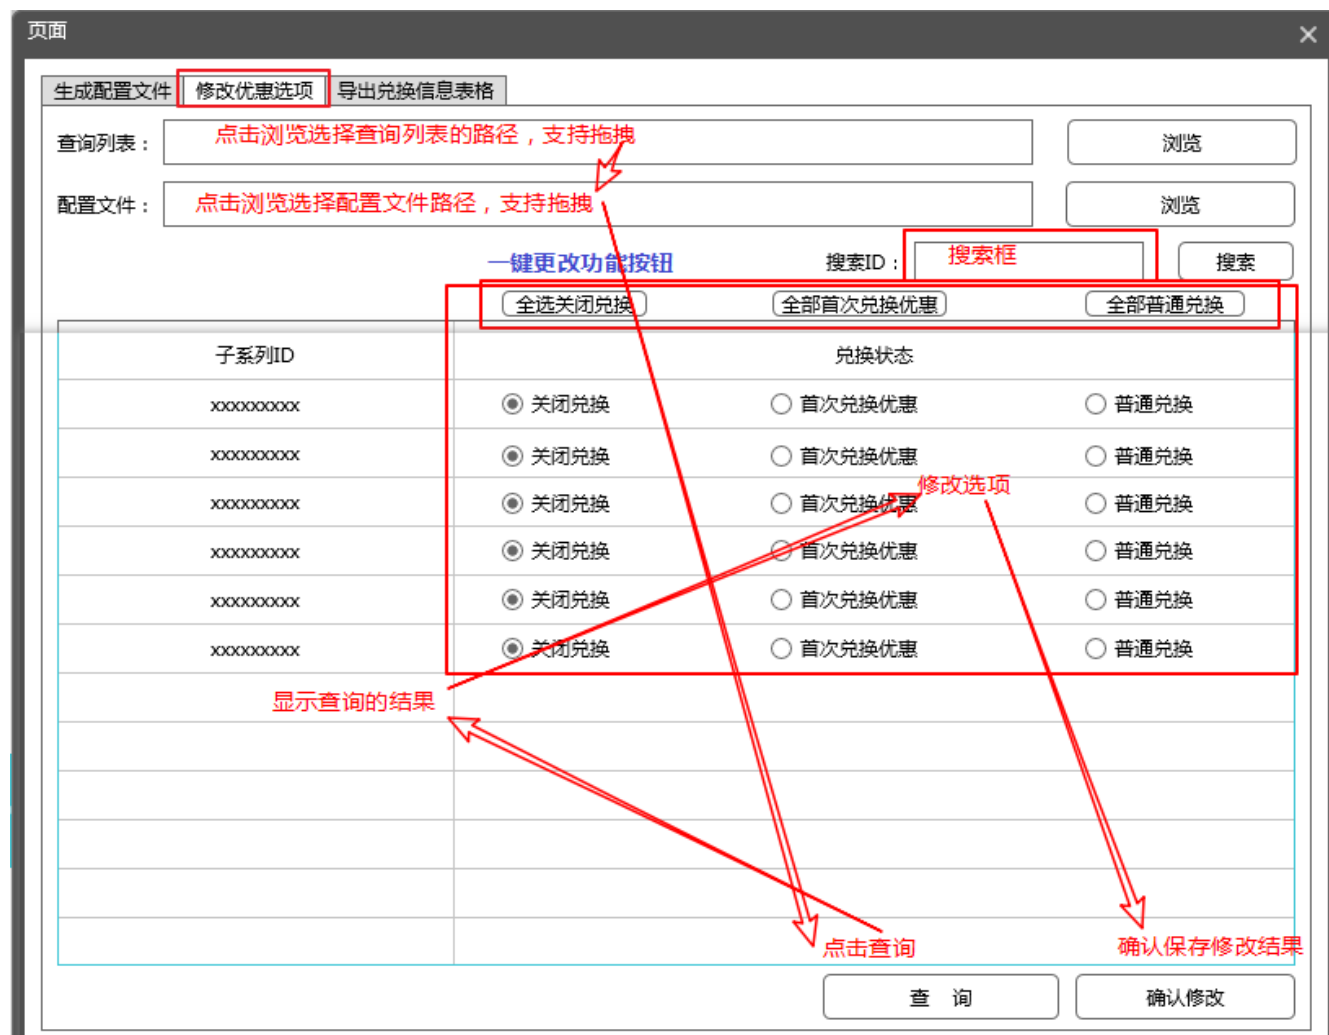 页面
生成配置文件 修改优惠选项 导出兑换信息表格
查询列表： 点击浏览选择查询列表的路径，支持拖拽 浏览
配置文件： 点击浏览选择配置文件路径，支持拖拽 浏览
一键更改功能按钮 搜索ID： 搜索框 搜索
全选关闭兑换 全部首次兑换优惠 全部普通兑换
子系列ID 兑换状态
xxxxxxxxx 关闭兑换 首次兑换优惠 普通兑换
xxxxxxxxx 关闭兑换 首次兑换优惠 普通兑换
修改选项
xxxxxxxxx 关闭兑换 首次兑换优惠 普通兑换
xxxxxxxxx 关闭兑换 首次兑换优惠 普通兑换
xxxxxxxxx 关闭兑换 首次兑换优惠 普通兑换
xxxxxxxxx 关闭兑换 首次兑换优惠 普通兑换
显示查询的结果
点击查询 确认保存修改结果
查 询 确认修改